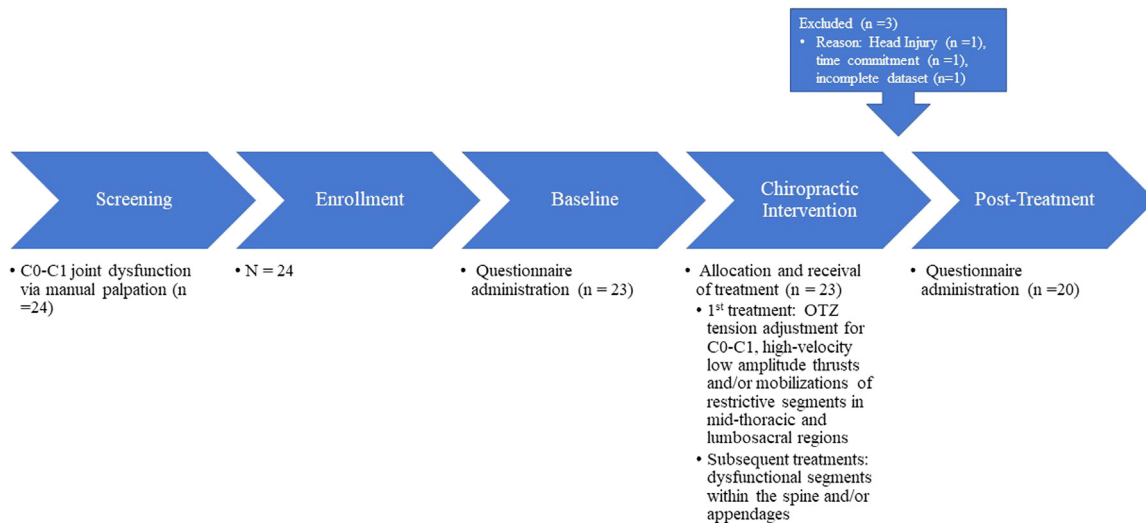 Excluded (n =3)
• Reason: Head Injury (n =1),
time commitment (n =1),
incomplete dataset (n=1)
Screening
Enrollment
Baseline
Chiropractic
Intervention
Post-Treatment
• C0-C1 joint dysfunction
via manual palpation (n
=24)
• N = 24
• Questionnaire
administration (n = 23)
• Allocation and receival
of treatment (n = 23)
• 1st treatment: OTZ
tension adjustment for
C0-C1, high-velocity
low amplitude thrusts
and/or mobilizations of
restrictive segments in
mid-thoracic and
lumbosacral regions
• Subsequent treatments:
dysfunctional segments
within the spine and/or
appendages
• Questionnaire
administration (n =20)